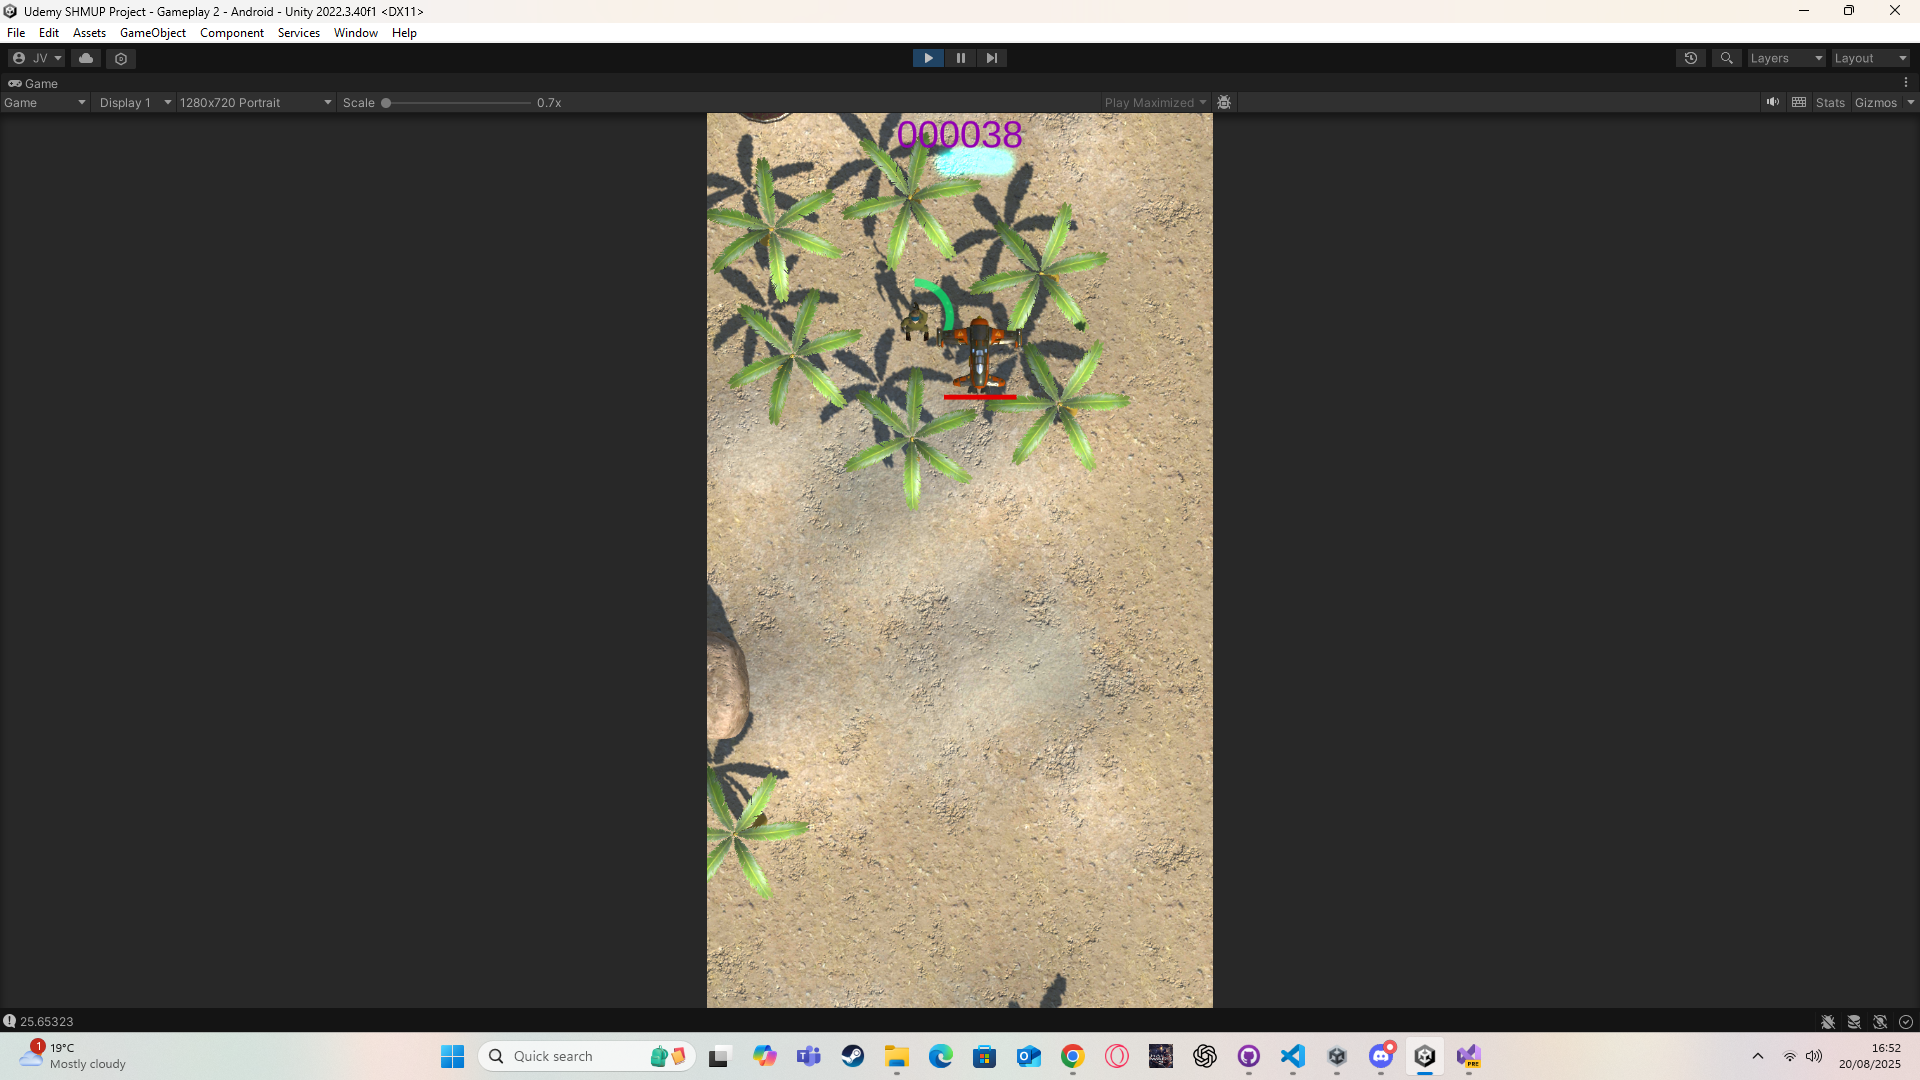 Udemy SHMUP Project - Gameplay 2 - Android - Unity 2022.3.40f1 <DX11>
File Edit Assets GameObject Component Services Window Help
JV Layers Layout
Game
Game Display 1 1280x720 Portrait Scale 0.7x Play Maximized Stats Gizmos
000038
25.65323
1 19°C
Mostly cloudy
Quick search
PRE
16:52
20/08/2025